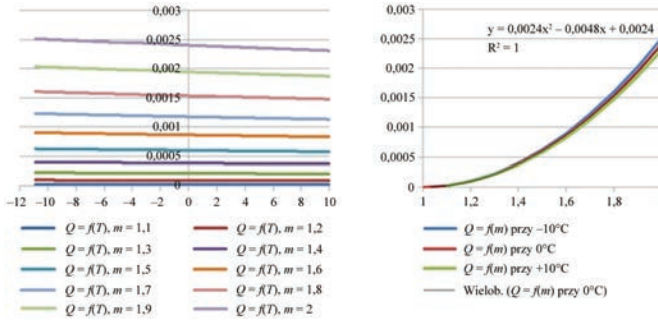 0,003
0,0025
0,002
0,0015
0,001
0,0005
0
−12 −10 −8 −6 −4 −2 0 2 4 6 8 10
Q = f(T), m = 1,1
Q = f(T), m = 1,2
Q = f(T), m = 1,3
Q = f(T), m = 1,4
Q = f(T), m = 1,5
Q = f(T), m = 1,6
Q = f(T), m = 1,7
Q = f(T), m = 1,8
Q = f(T), m = 1,9
Q = f(T), m = 2
0,003
y = 0,0024x² – 0,0048x + 0,0024
R² = 1
0,0025
0,002
0,0015
0,001
0,0005
0
1 1,2 1,4 1,6 1,8
Q = f(m) przy –10°C
Q = f(m) przy 0°C
Q = f(m) przy +10°C
Wielob. (Q = f(m) przy 0°C)